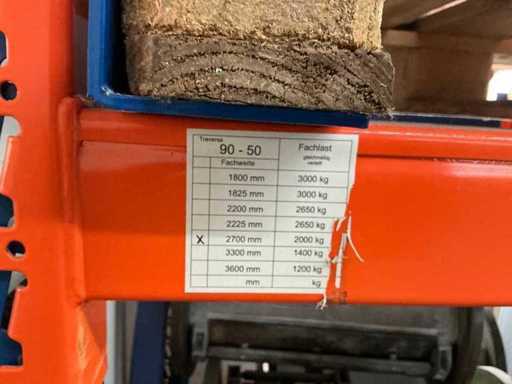 Traverse
90 - 50
Fachlast
gleichmäßig
verteilt
Fachweite
1800 mm 3000 kg
1825 mm 3000 kg
2200 mm 2650 kg
2225 mm 2650 kg
X 2700 mm 2000 kg
3300 mm 1400 kg
3600 mm 1200 kg
mm kg